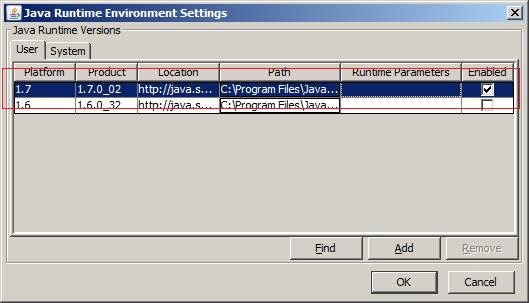 Java Runtime Environment Settings
Java Runtime Versions
User System
Platform Product Location Path Runtime Parameters Enabled
1.7 1.7.0_02 http://java.s... C:\Program Files\Java...
1.6 1.6.0_32 http://java.s... C:\Program Files\Java...
Find Add Remove
OK Cancel